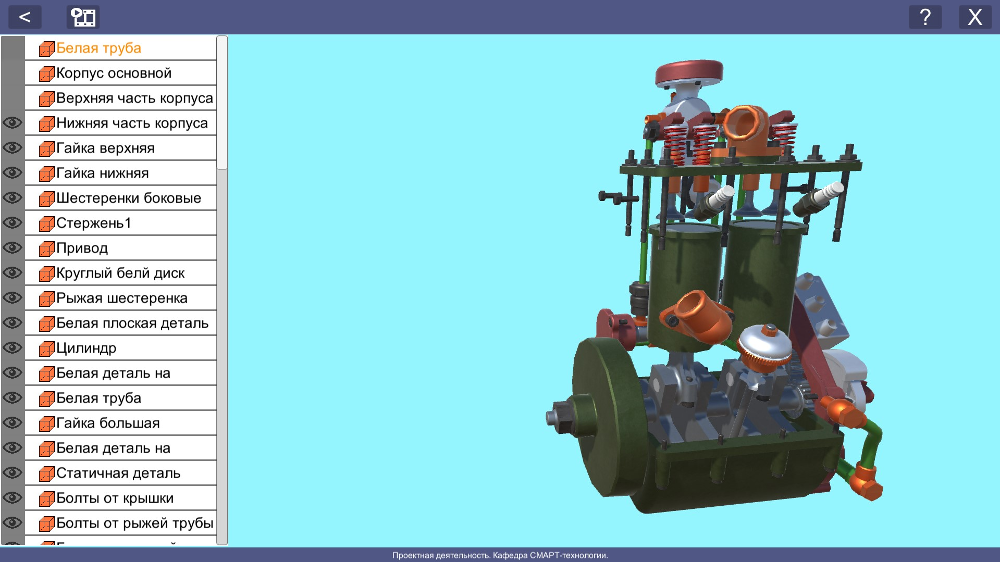 <
?
X
Белая труба
Корпус основной
Верхняя часть корпуса
Нижняя часть корпуса
Гайка верхняя
Гайка нижняя
Шестеренки боковые
Стержень1
Привод
Круглый белй диск
Рыжая шестеренка
Белая плоская деталь
Цилиндр
Белая деталь на
Белая труба
Гайка большая
Белая деталь на
Статичная деталь
Болты от крышки
Болты от рыжей трубы
Проектная деятельность. Кафедра СМАРТ-технологии.